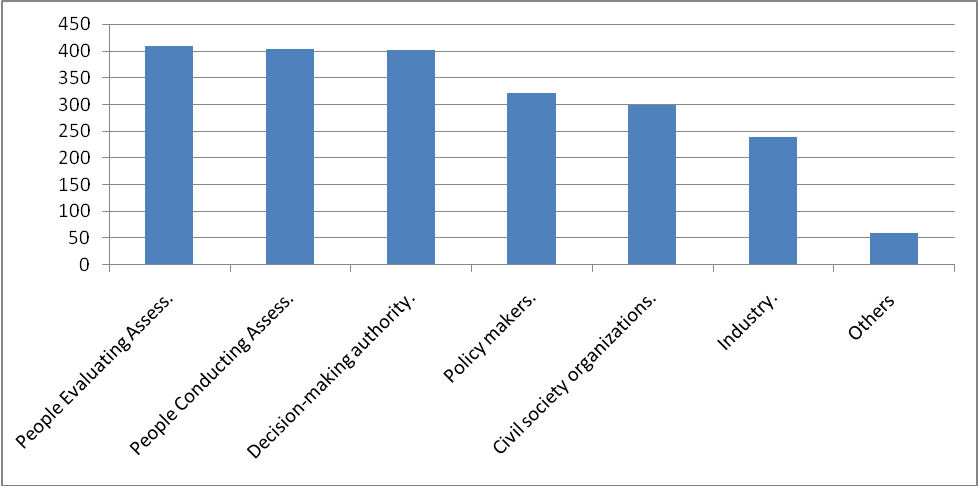 450
400
350
300
250
200
150
100
50
0
People Evaluating Assess.
People Conducting Assess.
Decision-making authority.
Policy makers.
Civil society organizations.
Industry.
Others